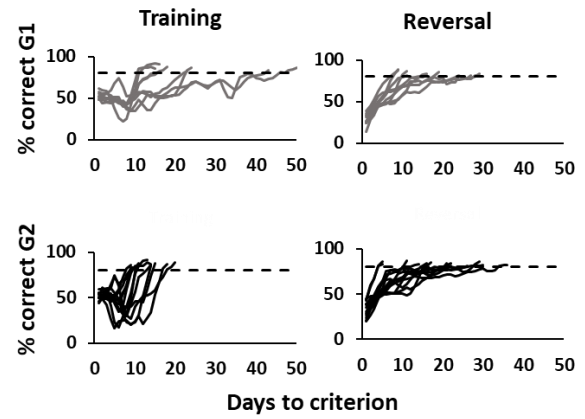 Training Reversal
% correct G1
100 100
50 50
0 0
0 10 20 30 40 50 0 10 20 30 40 50
% correct G2
100 100
50 50
0 0
0 10 20 30 40 50 0 10 20 30 40 50
Days to criterion